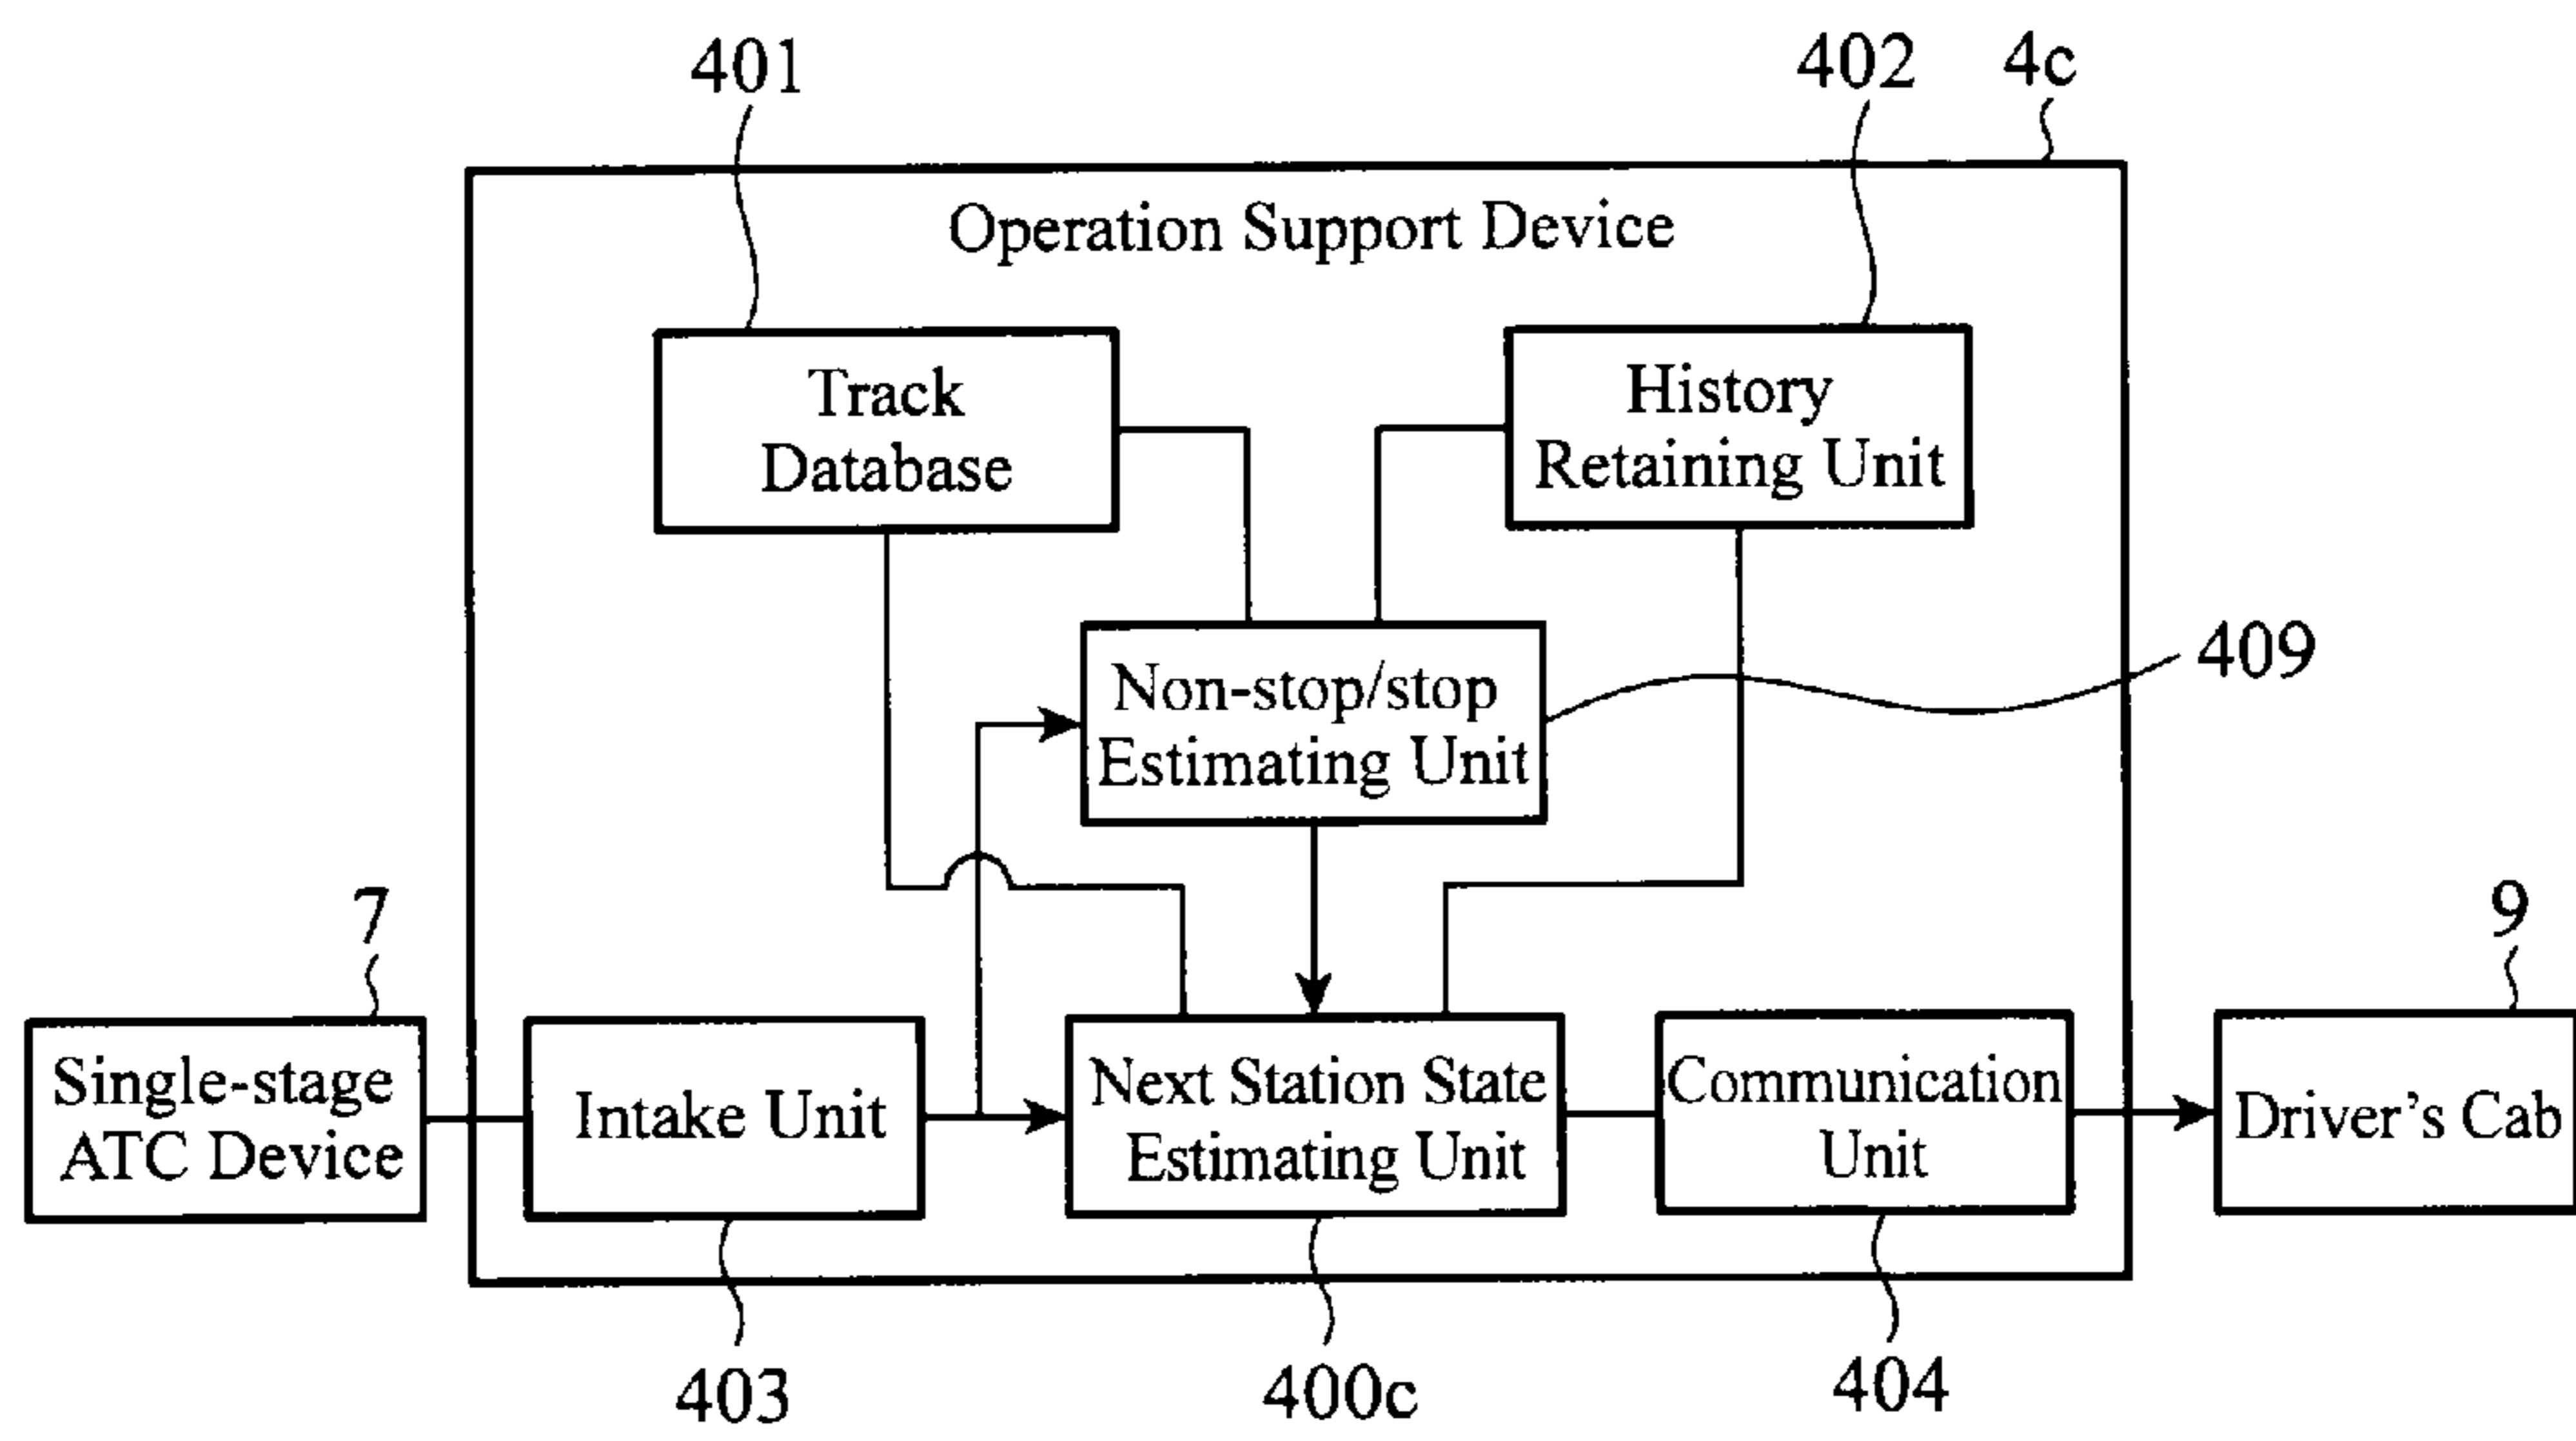 401
402
4c
Operation Support Device
Track
Database
History
Retaining Unit
Non-stop/stop
Estimating Unit
409
7
9
Single-stage
ATC Device
Intake Unit
Next Station State
Estimating Unit
Communication
Unit
Driver's Cab
403
400c
404